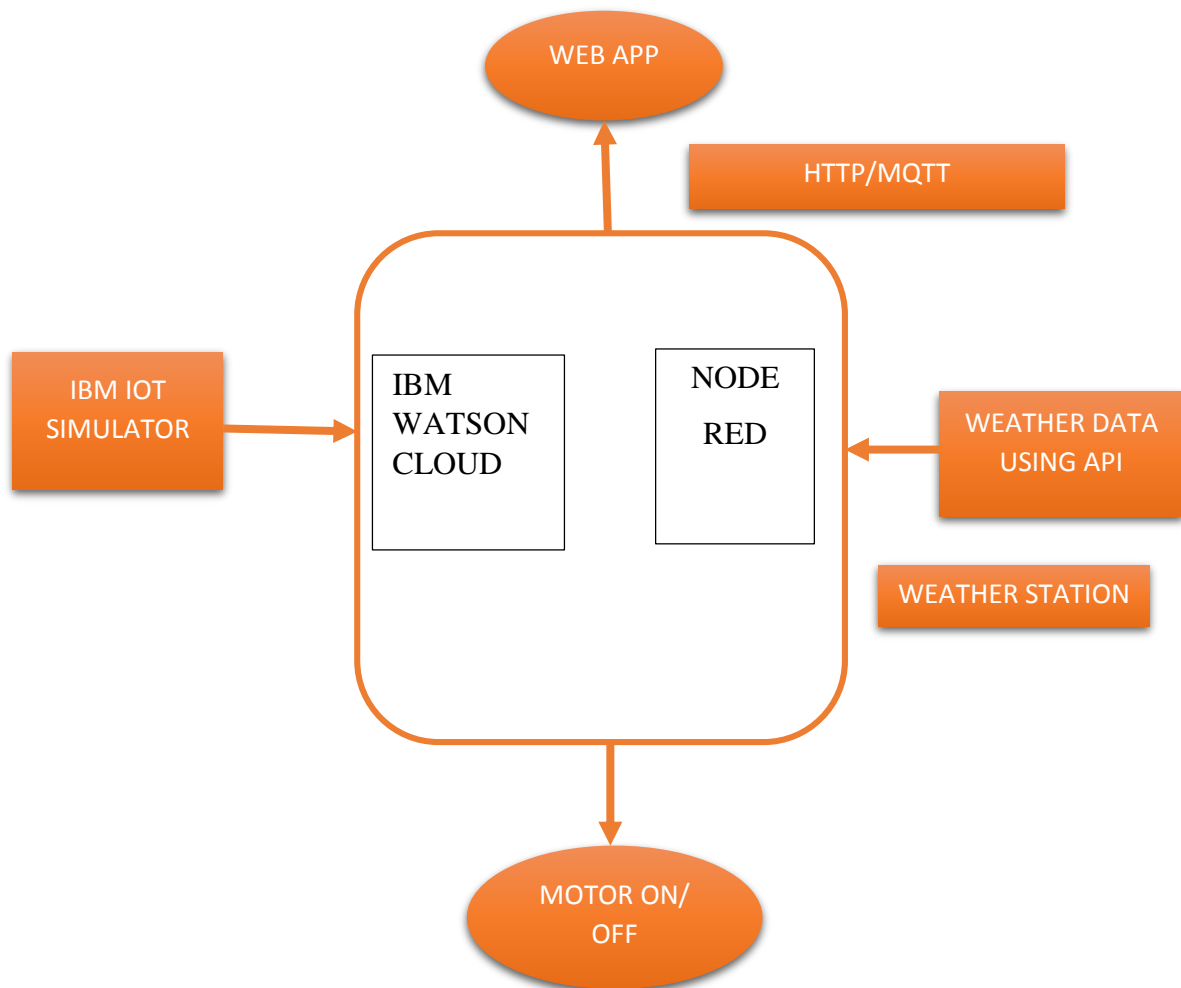 WEB APP
HTTP/MQTT
IBM IOT
SIMULATOR
IBM
WATSON
CLOUD
NODE
RED
WEATHER DATA
USING API
WEATHER STATION
MOTOR ON/
OFF